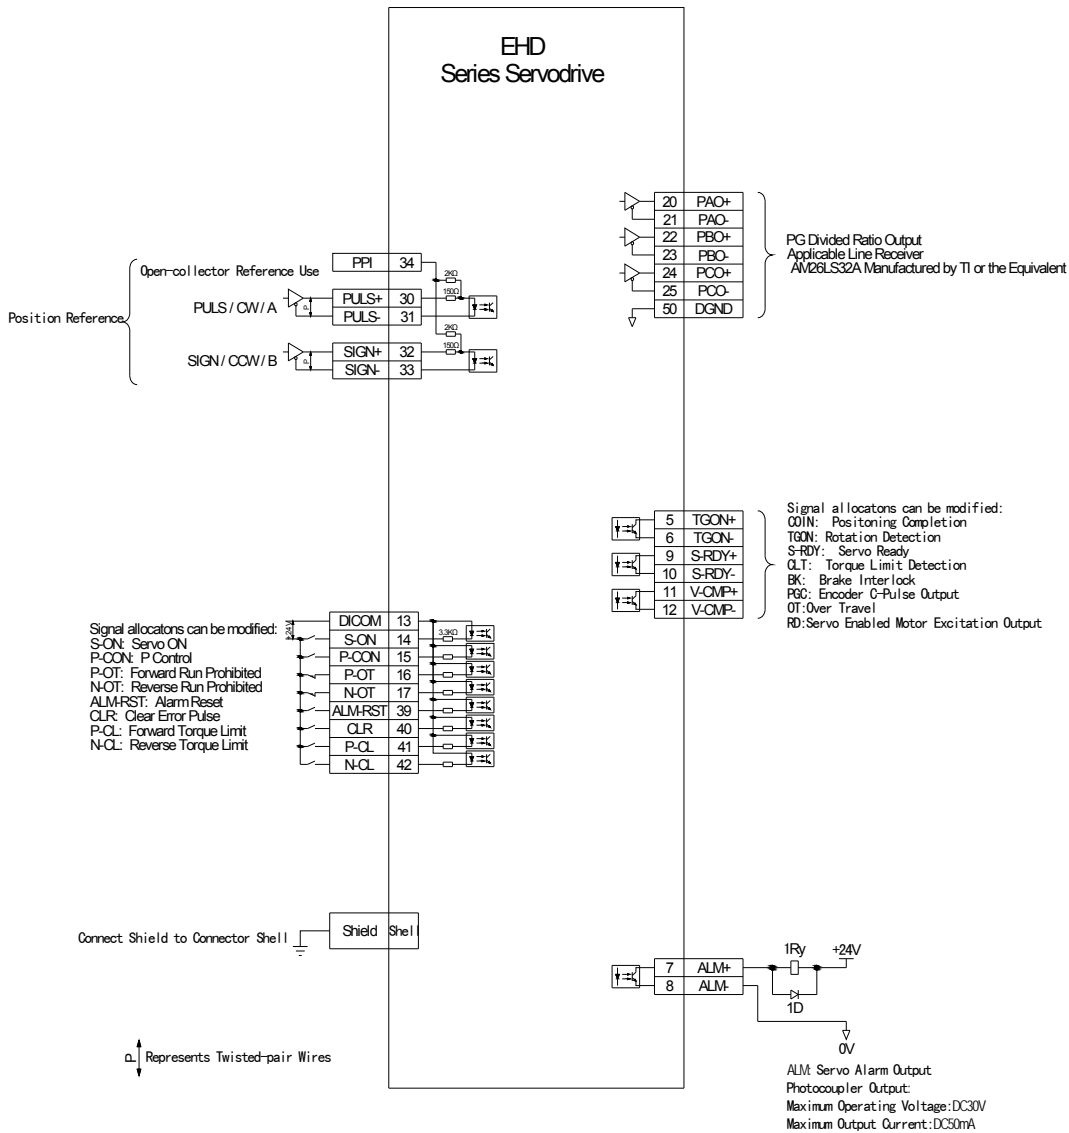 EHD
Series Servodrive
Position Reference
Open-collector Reference Use
PPI 34
2KΩ
150Ω
PULS / CW / A
P
PULS+ 30
PULS- 31
2KΩ
150Ω
SIGN / CCW / B
P
SIGN+ 32
SIGN- 33
20 PAO+
21 PAO-
22 PBO+
23 PBO-
24 PCO+
25 PCO-
50 DGND
PG Divided Ratio Output
Applicable Line Receiver
AM26LS32A Manufactured by TI or the Equivalent
5 TGON+
6 TGON-
9 S-RDY+
10 S-RDY-
11 V-CMP+
12 V-CMP-
Signal allocatons can be modified:
COIN: Positoning Completion
TGON: Rotation Detection
S-RDY: Servo Ready
CLT: Torque Limit Detection
BK: Brake Interlock
PGC: Encoder C-Pulse Output
OT:Over Travel
RD:Servo Enabled Motor Excitation Output
Signal allocatons can be modified:
S-ON: Servo ON
P-CON: P Control
P-OT: Forward Run Prohibited
N-OT: Reverse Run Prohibited
ALM-RST: Alarm Reset
CLR: Clear Error Pulse
P-CL: Forward Torque Limit
N-CL: Reverse Torque Limit
+24V
DICOM 13
S-ON 14
3.3KΩ
P-CON 15
P-OT 16
N-OT 17
ALM-RST 39
CLR 40
P-CL 41
N-CL 42
Connect Shield to Connector Shell
Shield Shell
7 ALM+
8 ALM-
1Ry
+24V
1D
0V
P Represents Twisted-pair Wires
ALM: Servo Alarm Output
Photocoupler Output:
Maximum Operating Voltage:DC30V
Maximum Output Current:DC50mA